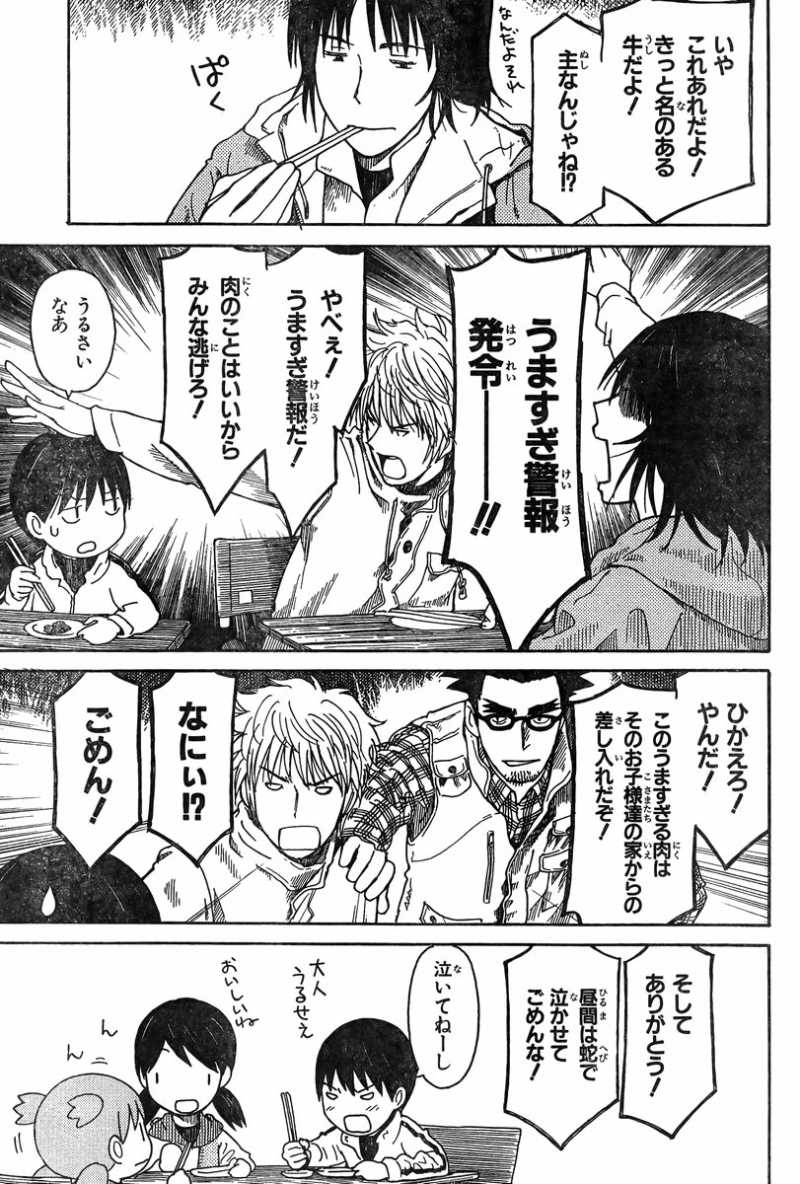 いや
これあれだよ！
きっと名のある
牛だよ！
主なんじゃね!?
なんだよそれ
ぱく
うますぎ警報
発令――!!
やべぇ！
うますぎ警報だ！
肉のことはいいから
みんな逃げろ！
うるさい
なあ
ひかえろ！
やんだ！
このうますぎる肉は
そのお子様達の家からの
差し入れだぞ！
なにぃ!?
ごめん！
そして
ありがとう！
昼間は蛇で
泣かせて
ごめんな！
泣いてねーし
大人
うるせえ
おいしいね
ん
ん